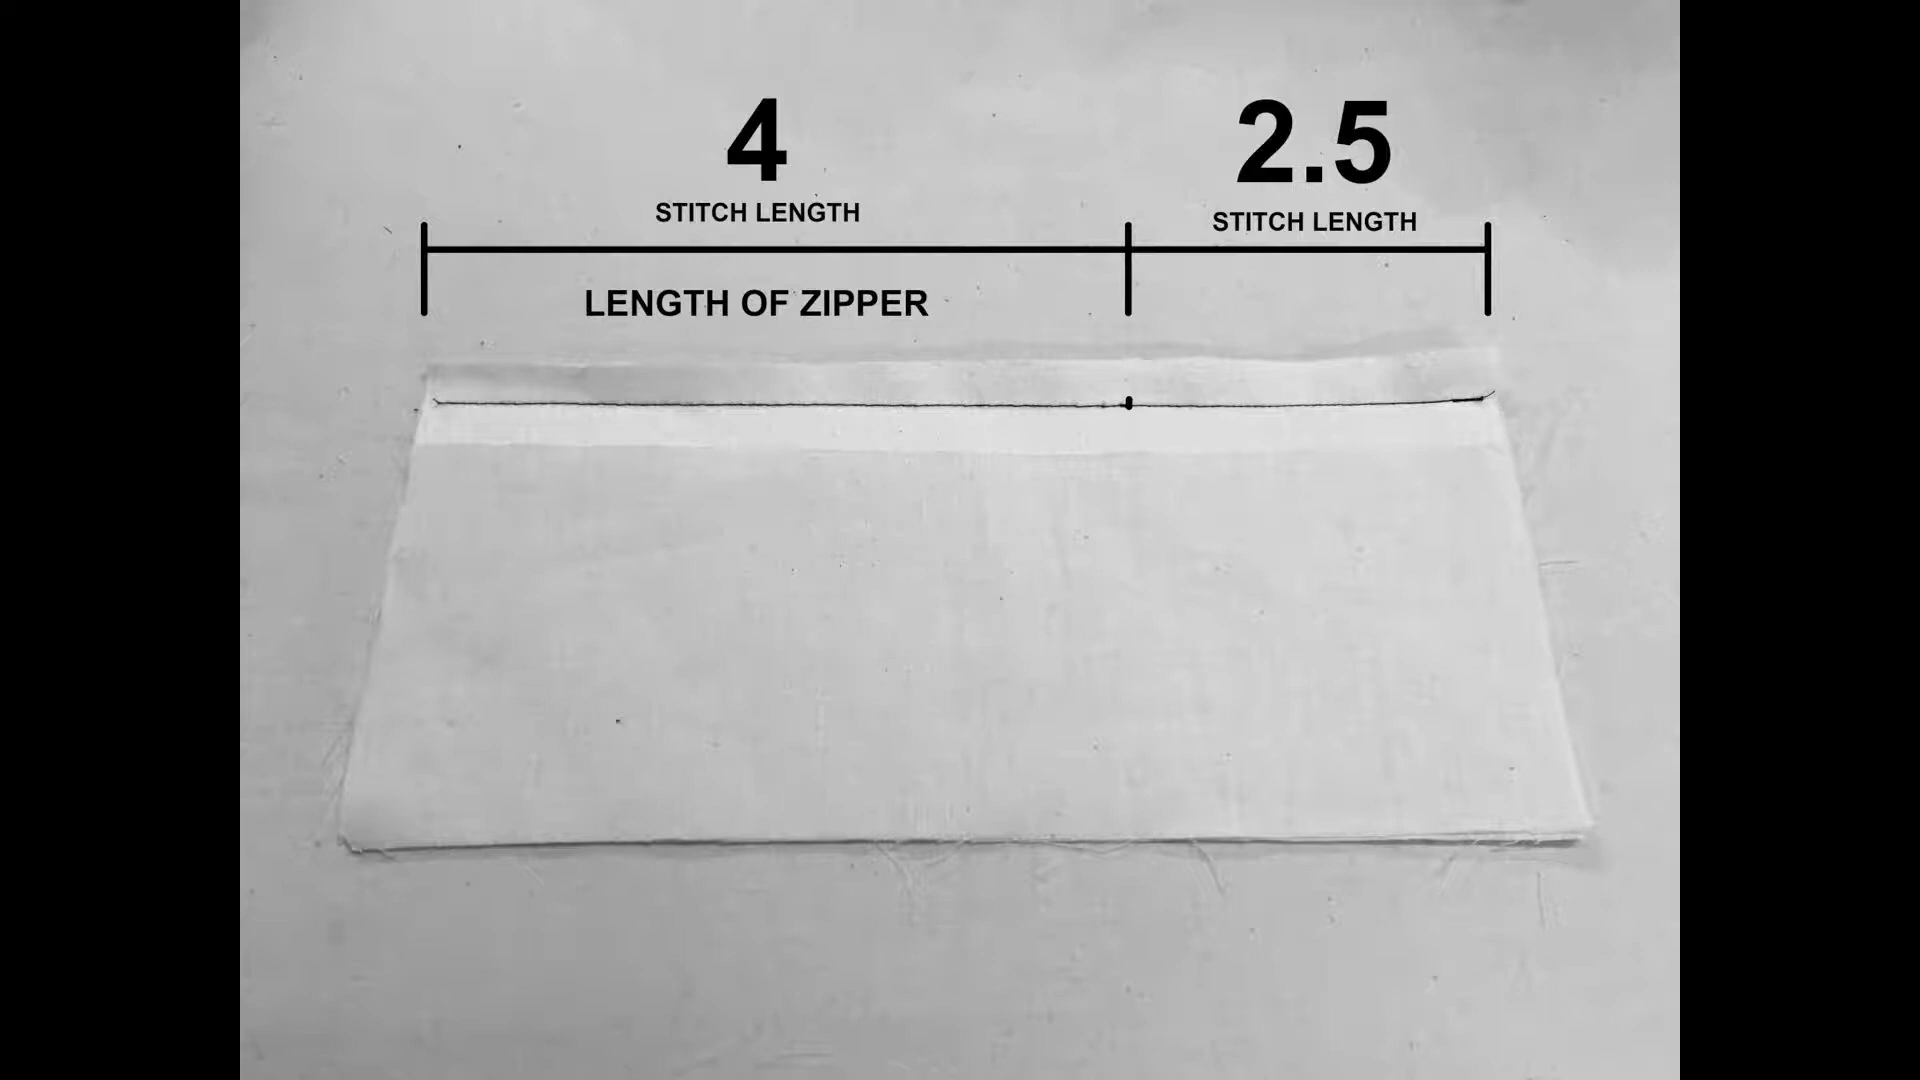 4
STITCH LENGTH
LENGTH OF ZIPPER
2.5
STITCH LENGTH